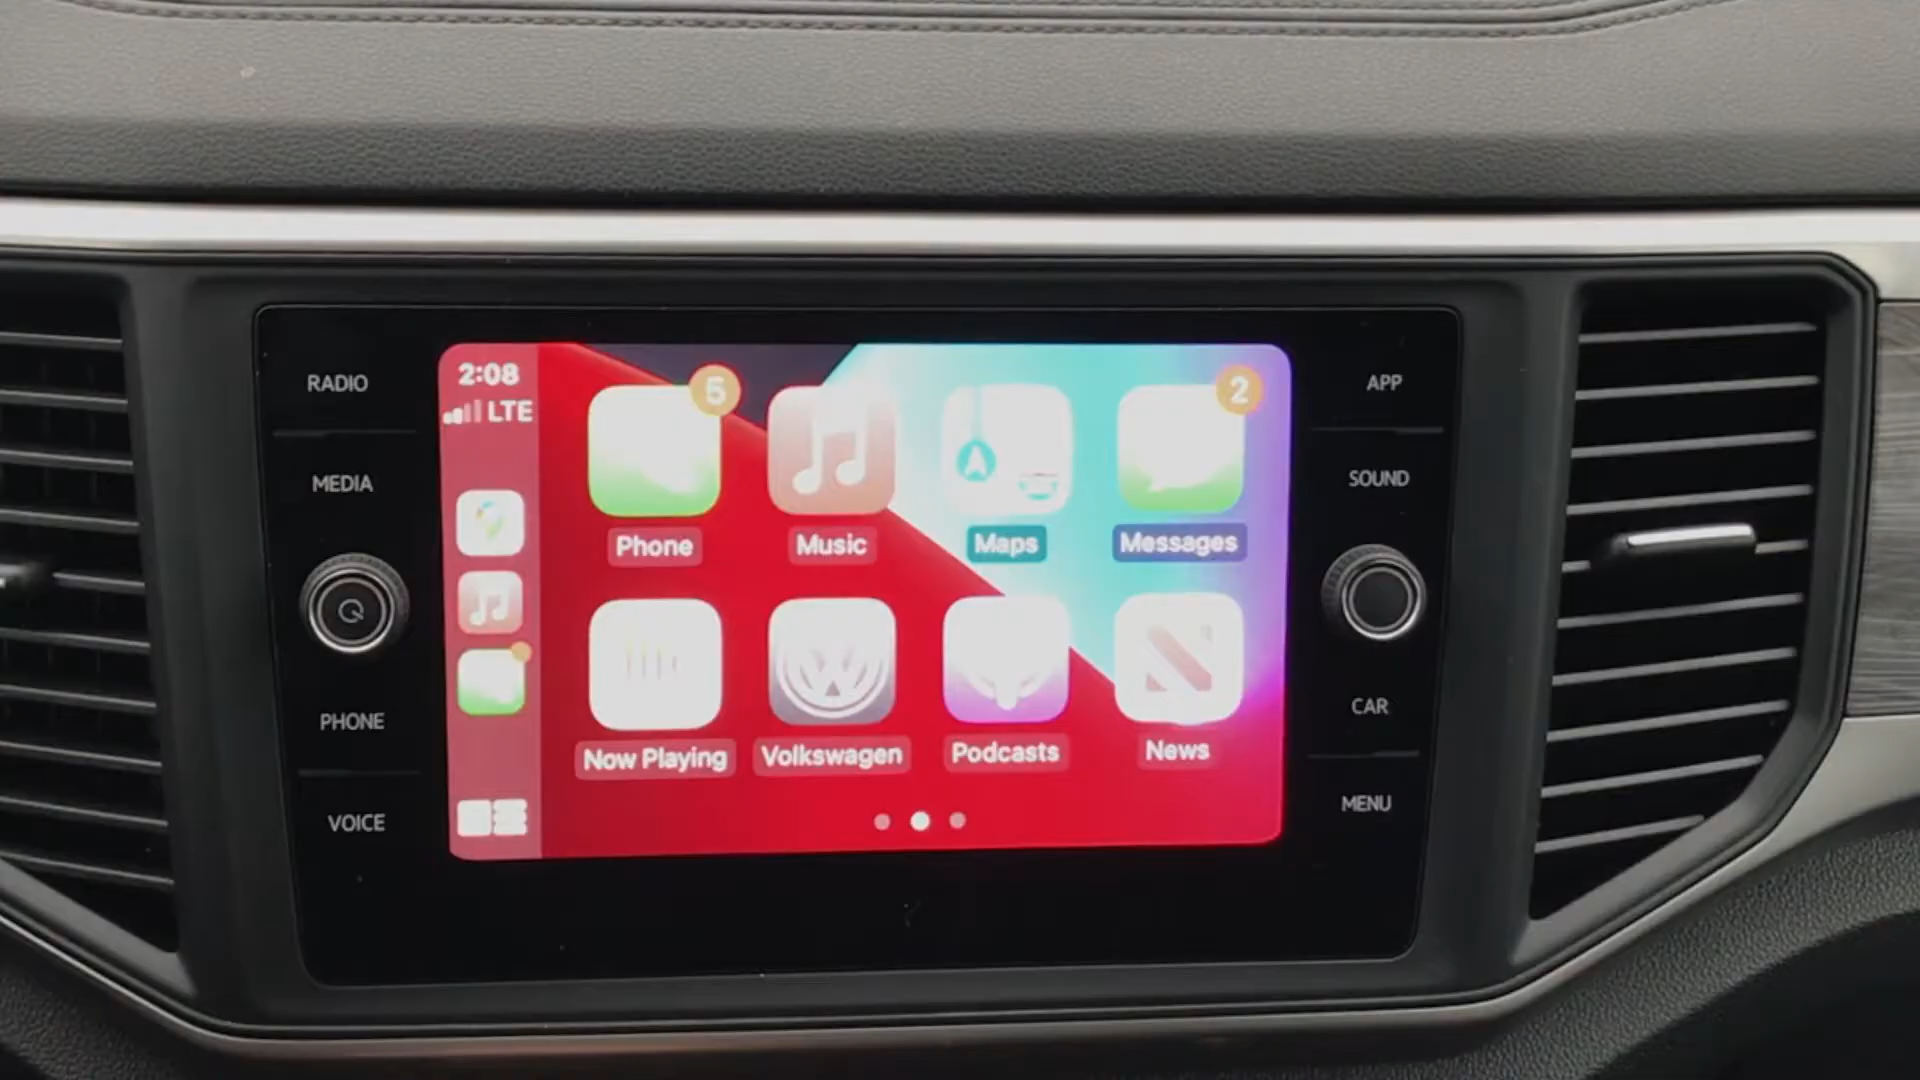 RADIO
MEDIA
PHONE
VOICE
2:08
LTE
5
2
Phone
Music
Maps
Messages
Now Playing
Volkswagen
Podcasts
News
APP
SOUND
CAR
MENU